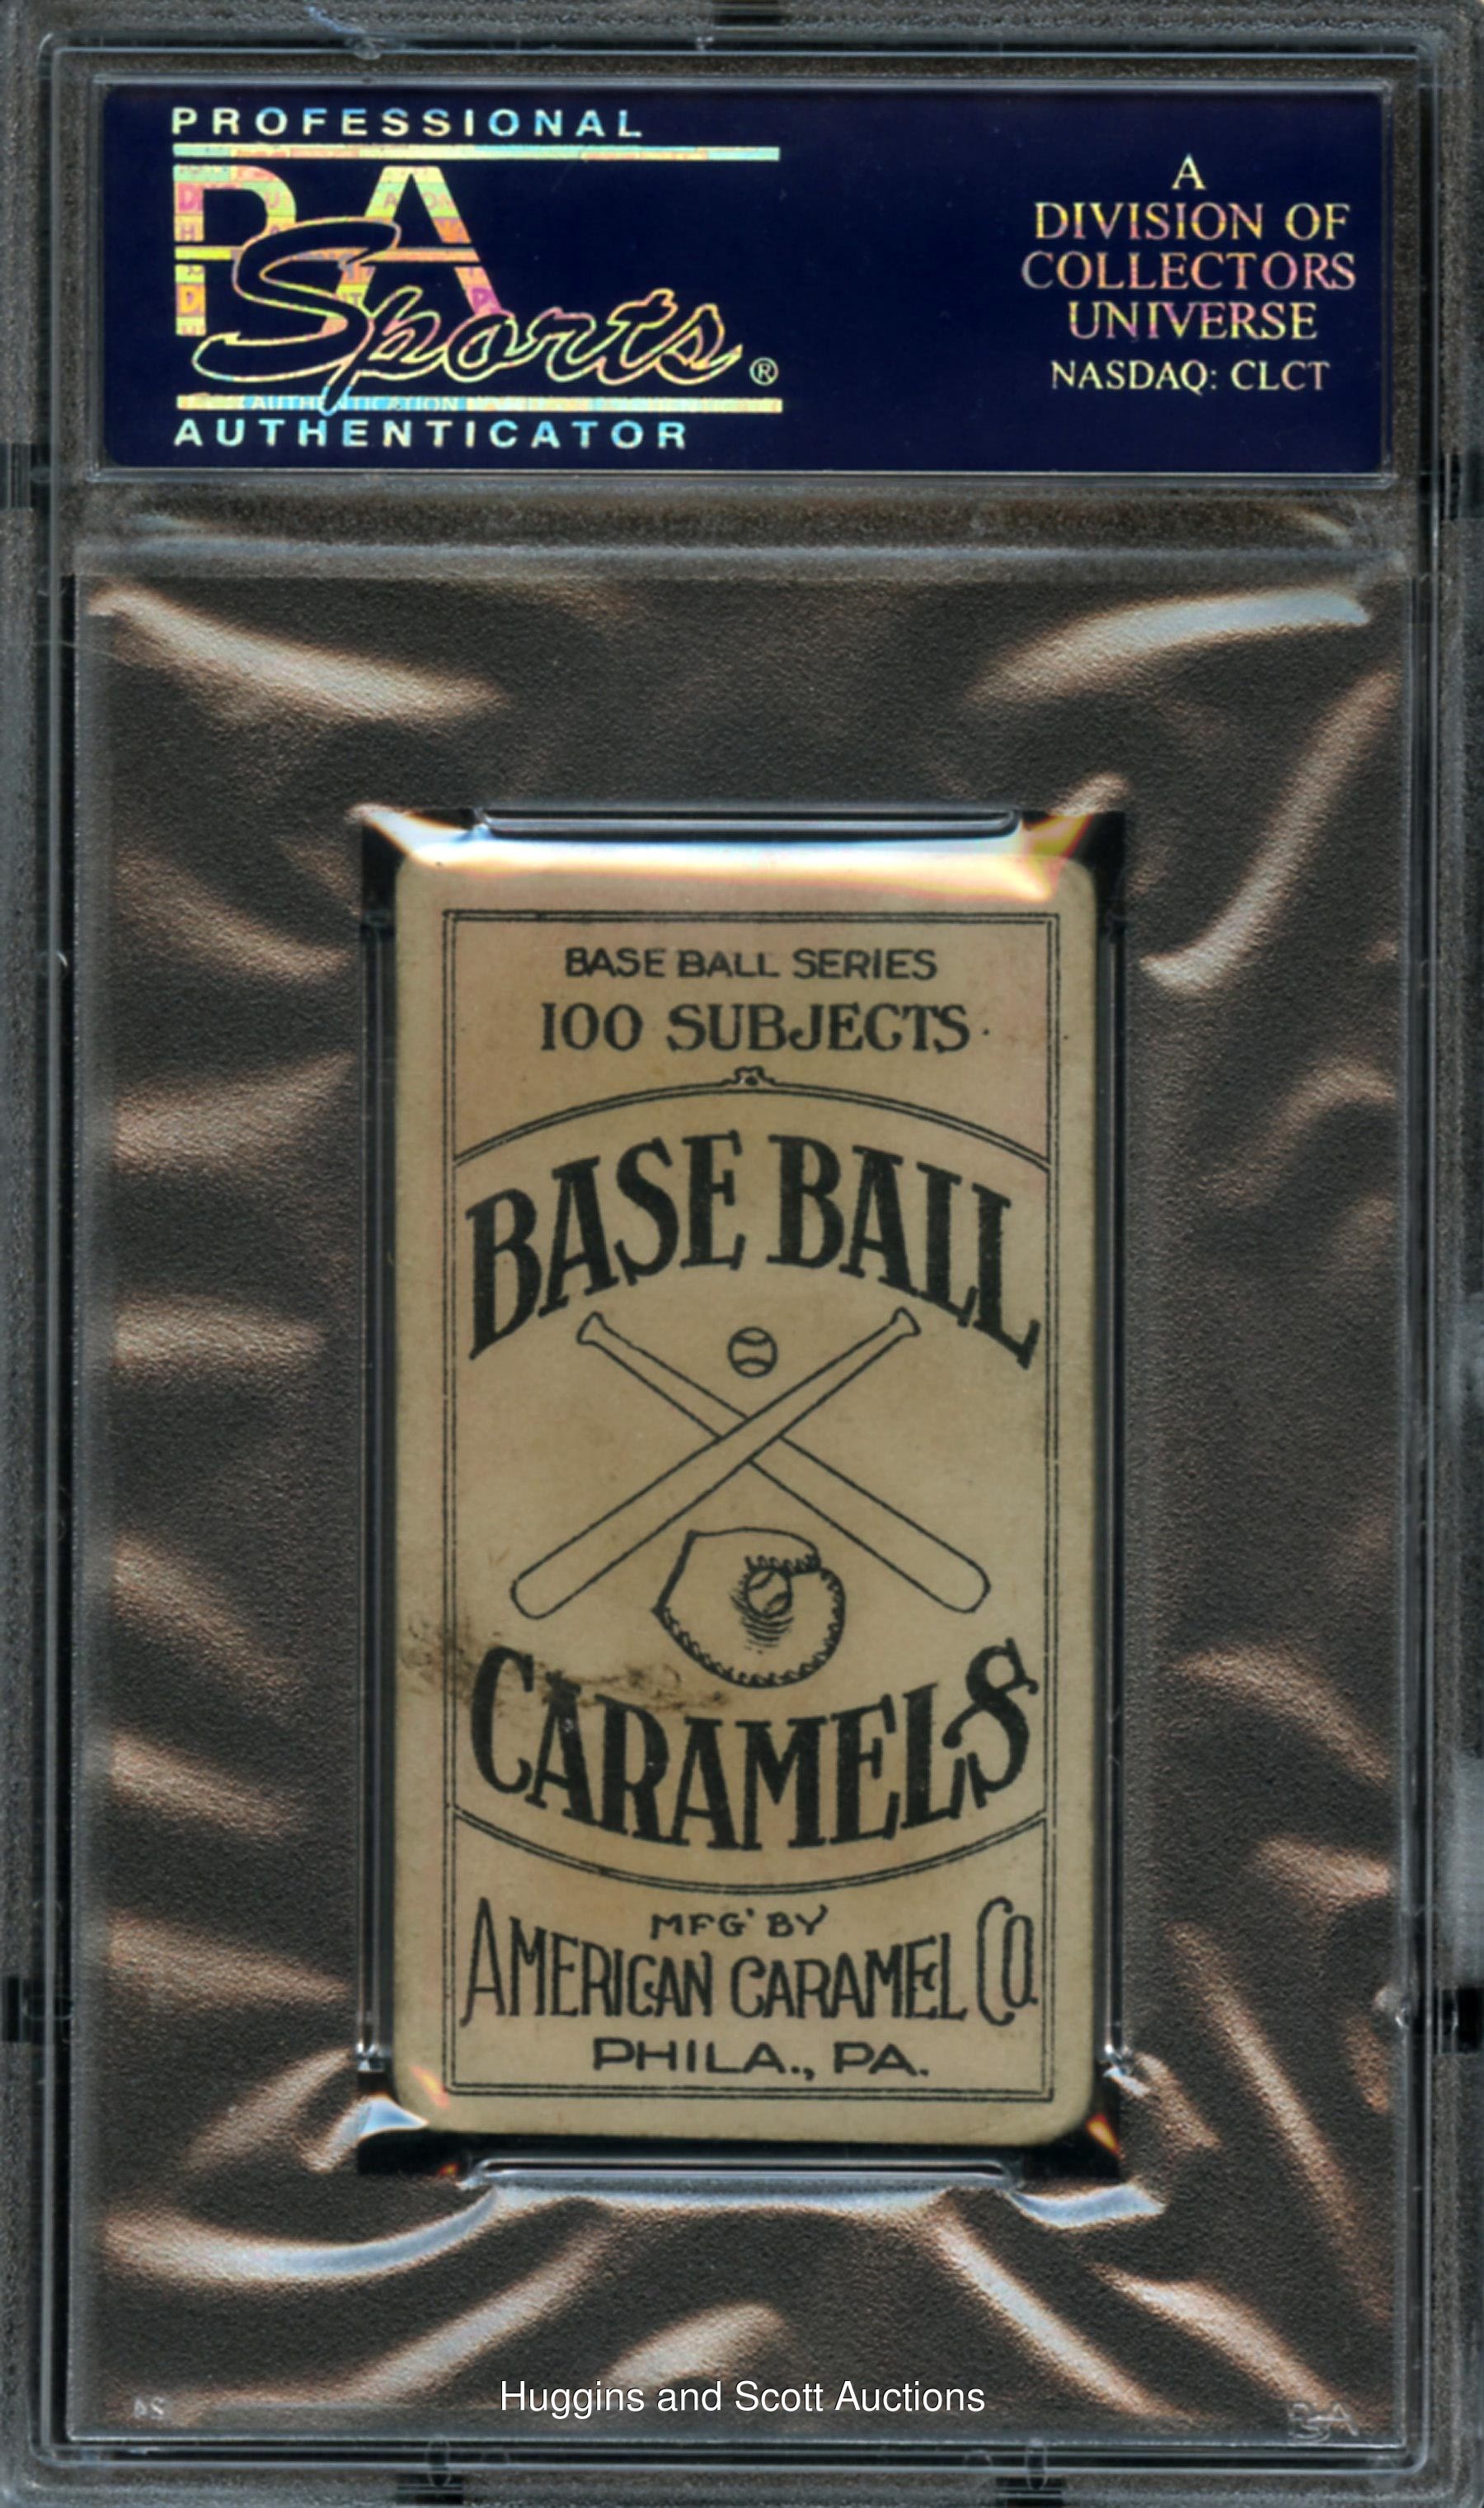 PROFESSIONAL
PSA
Sports®
AUTHENTICATOR
A
DIVISION OF
COLLECTORS
UNIVERSE
NASDAQ: CLCT
BASE BALL SERIES
100 SUBJECTS
BASE BALL
CARAMELS
MFG' BY
AMERICAN CARAMEL CO.
PHILA., PA.
Huggins and Scott Auctions
PSA